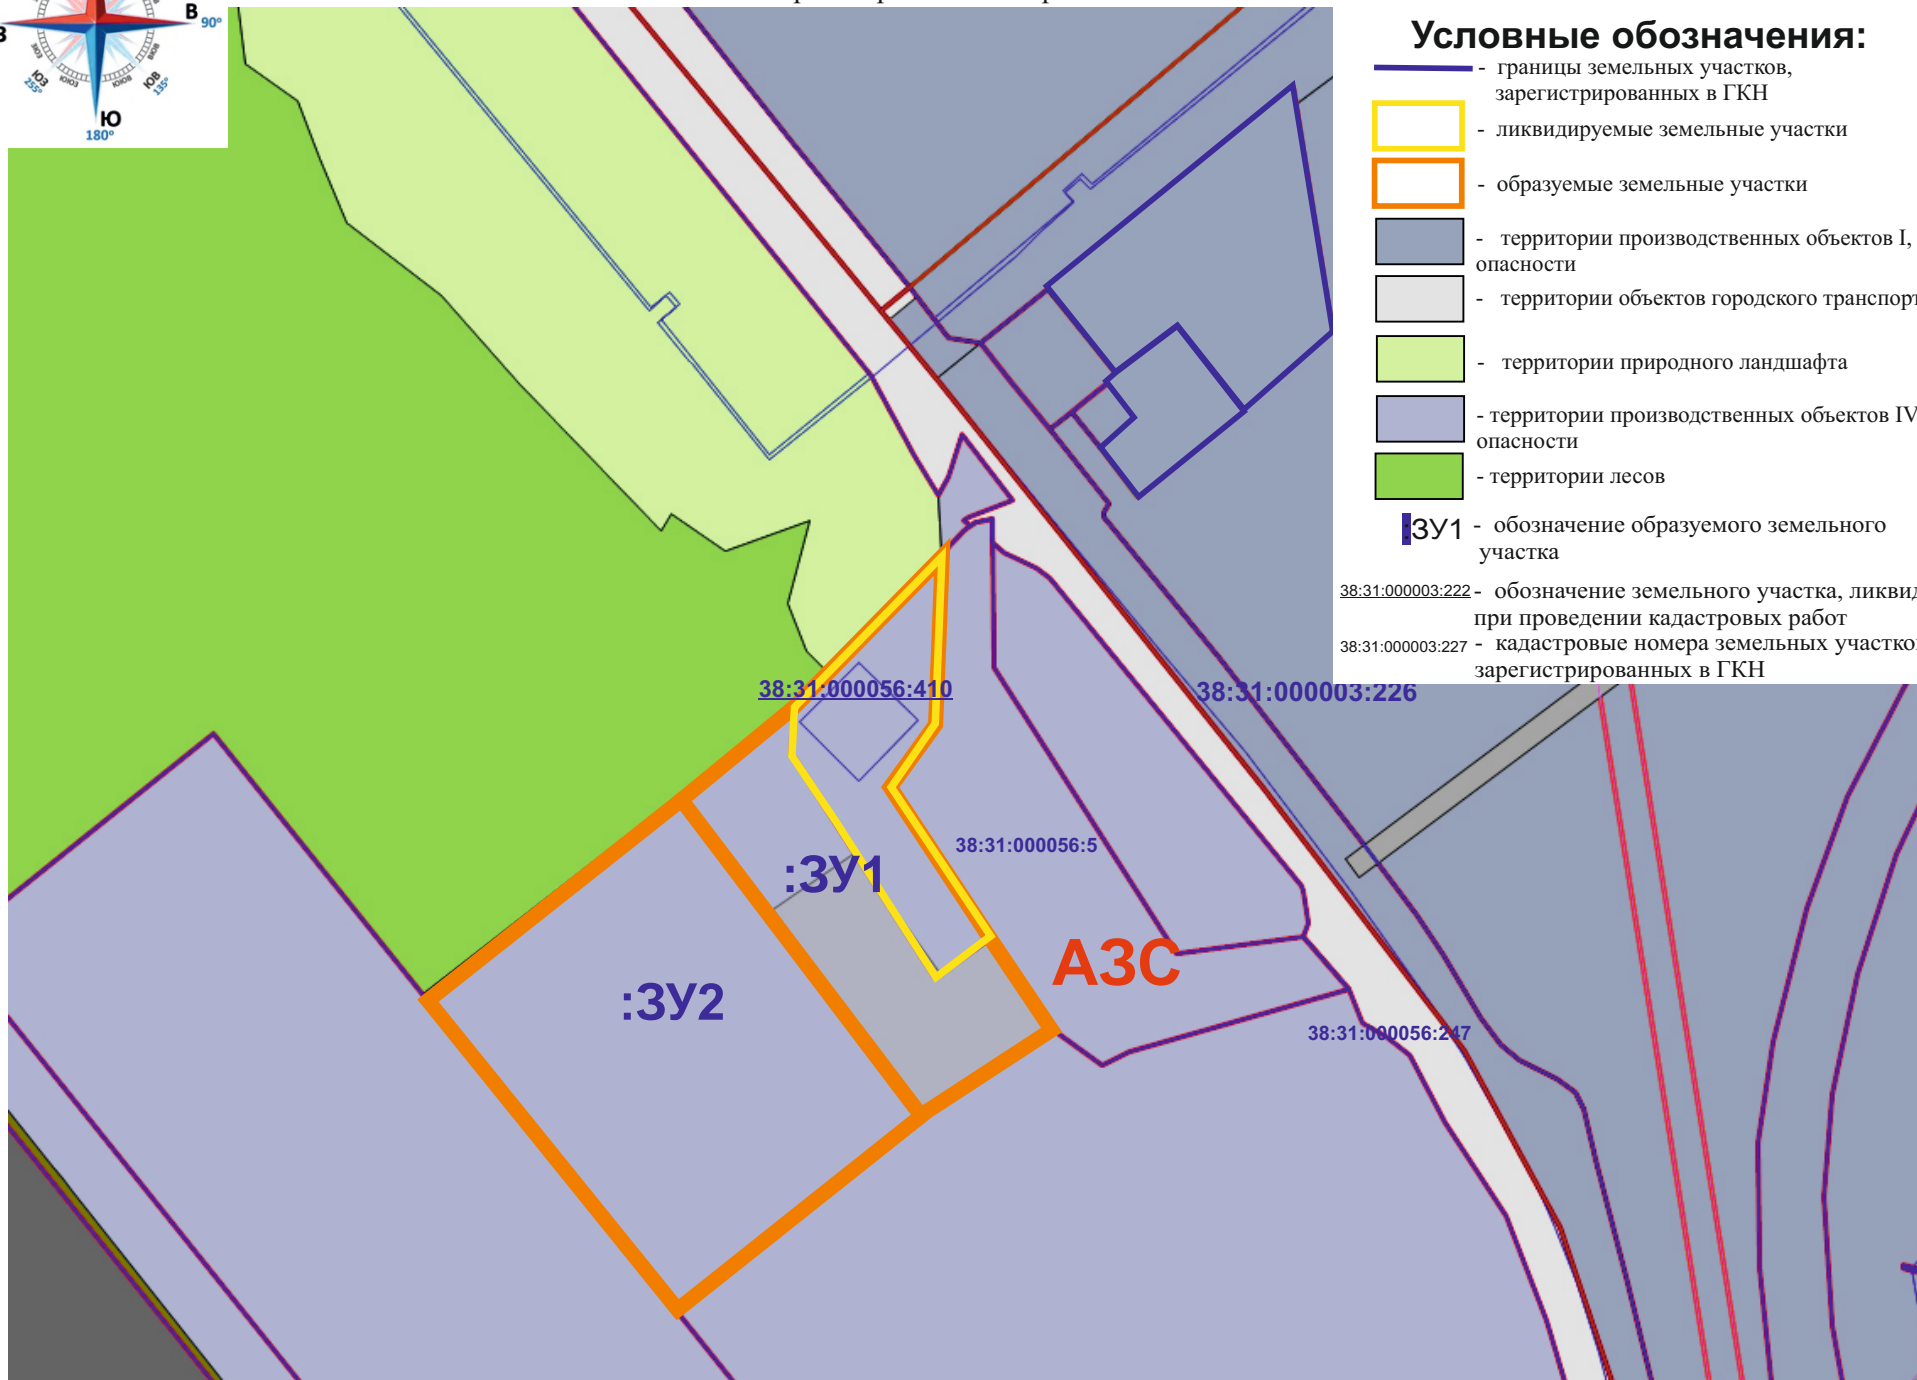 В
90°
З
ЮЗ
255°
ЮЮЗ
ЮЮВ
ЮВ
135°
Ю
180°
Условные обозначения:
- границы земельных участков,
зарегистрированных в ГКН
- ликвидируемые земельные участки
- образуемые земельные участки
- территории производственных объектов I,
опасности
- территории объектов городского транспорт
- территории природного ландшафта
- территории производственных объектов IV
опасности
- территории лесов
:ЗУ1 - обозначение образуемого земельного
участка
38:31:000003:222 - обозначение земельного участка, ликвид
при проведении кадастровых работ
38:31:000003:227 - кадастровые номера земельных участко
зарегистрированных в ГКН
38:31:000056:410
38:31:000003:226
38:31:000056:5
:ЗУ1
АЗС
:ЗУ2
38:31:000056:247